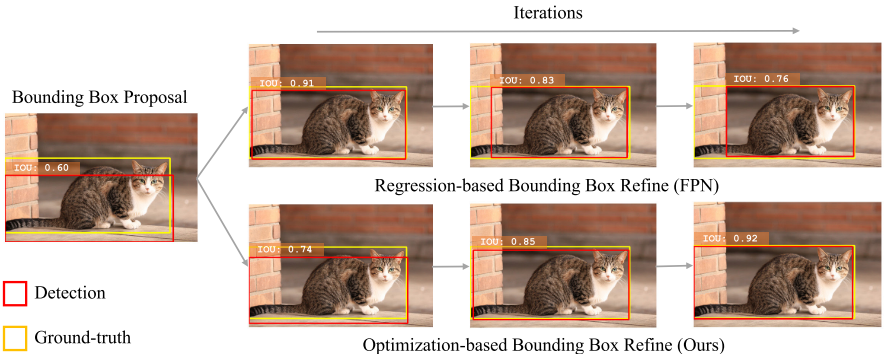 Iterations
Bounding Box Proposal
IOU: 0.91
IOU: 0.83
IOU: 0.76
IOU: 0.60
Regression-based Bounding Box Refine (FPN)
IOU: 0.74
IOU: 0.85
IOU: 0.92
Detection
Ground-truth
Optimization-based Bounding Box Refine (Ours)